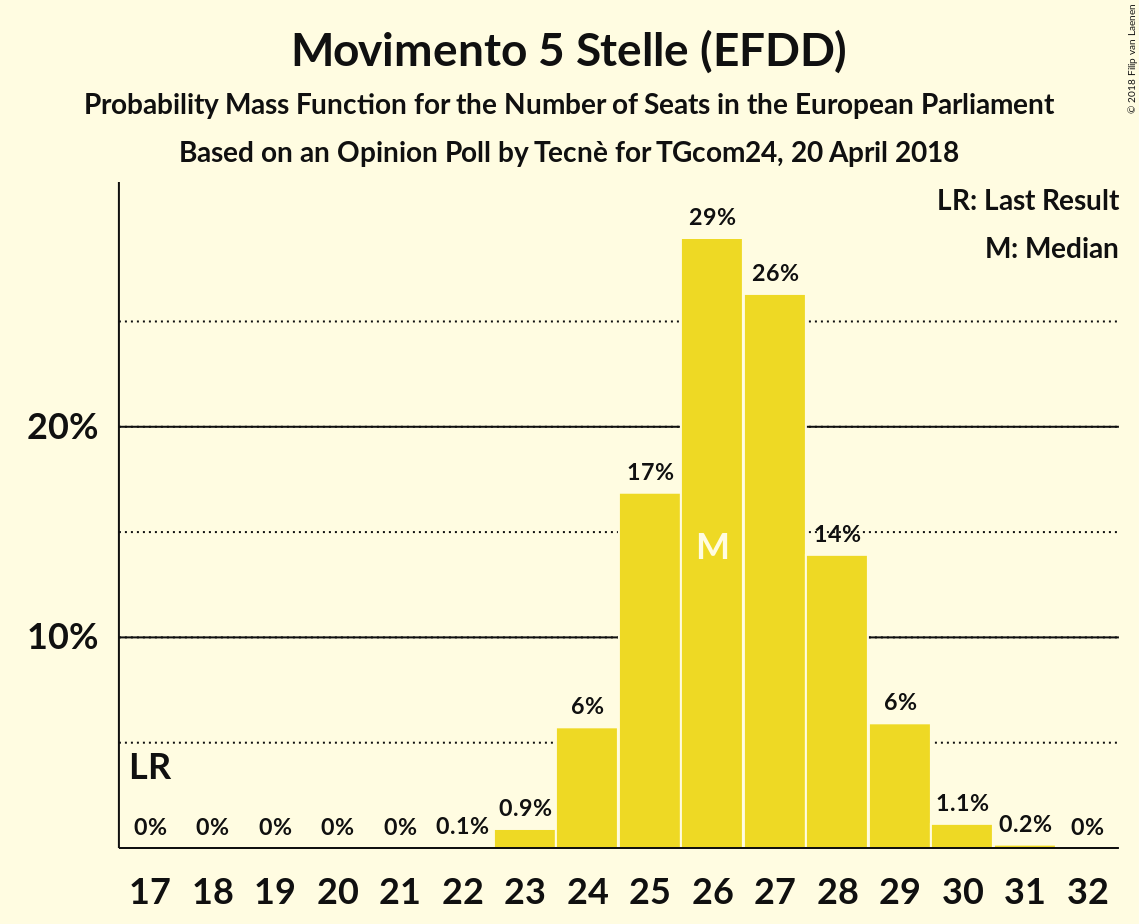 Movimento 5 Stelle (EFDD)
Probability Mass Function for the Number of Seats in the European Parliament
Based on an Opinion Poll by Tecnè for TGcom24, 20 April 2018
© 2018 Filip van Laenen
LR: Last Result
M: Median
29%
26%
20%
17%
14%
M
10%
6%
6%
LR
0%
0%
0%
0%
0%
0.1%
0.9%
1.1%
0.2%
0%
17 18 19 20 21 22 23 24 25 26 27 28 29 30 31 32